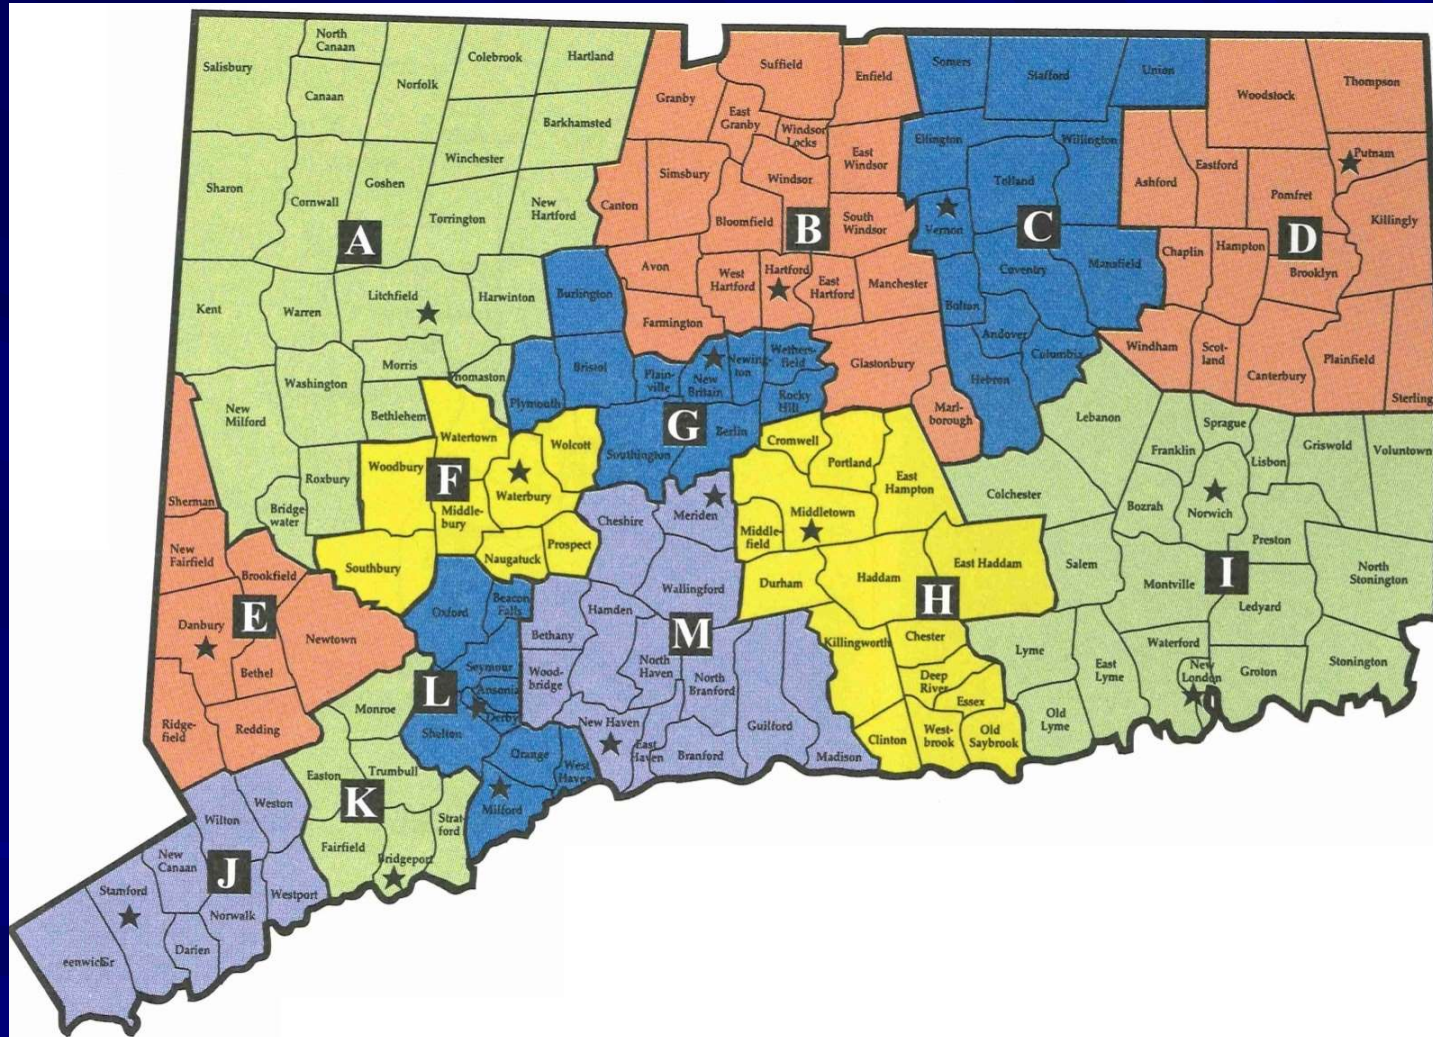 North
Canaan
Salisbury
Colebrook
Hartland
Canaan
Norfolk
Barkhamsted
Winchester
Sharon
Cornwall
Goshen
Torrington
New
Hartford
A
Kent
Warren
Litchfield
Harwinton
Washington
Morris
Thomaston
Bethlehem
New
Milford
Roxbury
Bridge-
water
Suffield
Enfield
Granby
East
Granby
Windsor
Locks
East
Windsor
Simsbury
Windsor
Canton
Bloomfield
South
Windsor
B
Avon
West
Hartford
Hartford
East
Hartford
Manchester
Farmington
Glastonbury
Marl-
borough
Somers
Stafford
Union
Ellington
Willington
Tolland
Vernon
C
Coventry
Mansfield
Bolton
Andover
Columbia
Hebron
Woodstock
Thompson
Putnam
Eastford
Ashford
Pomfret
Killingly
D
Chaplin
Hampton
Brooklyn
Windham
Scot-
land
Canterbury
Plainfield
Sterling
Sherman
New
Fairfield
Brookfield
E
Danbury
Newtown
Bethel
Ridge-
field
Redding
Watertown
Wolcott
Woodbury
F
Waterbury
Middle-
bury
Naugatuck
Prospect
Southbury
Burlington
Bristol
Plymouth
Plain-
ville
New
Britain
Newing-
ton
Wethers-
field
Rocky
Hill
G
Berlin
Southington
Cromwell
Portland
East
Hampton
Middletown
Middle-
field
Durham
Haddam
East Haddam
H
Killingworth
Chester
Deep
River
Essex
Clinton
West-
brook
Old
Saybrook
Lebanon
Colchester
Franklin
Sprague
Lisbon
Griswold
Voluntown
Bozrah
Norwich
Preston
North
Stonington
Salem
Montville
I
Ledyard
Lyme
East
Lyme
Waterford
New
London
Groton
Stonington
Old
Lyme
Weston
Wilton
New
Canaan
J
Stamford
Norwalk
Westport
Darien
eenwichGr
Monroe
Easton
Trumbull
K
Fairfield
Bridgeport
Strat-
ford
Oxford
Beacon
Falls
Seymour
L
Ansonia
Derby
Shelton
Orange
West
Haven
Milford
Cheshire
Meriden
Wallingford
Hamden
Bethany
M
Wood-
bridge
North
Haven
North
Branford
New Haven
East
Haven
Branford
Guilford
Madison